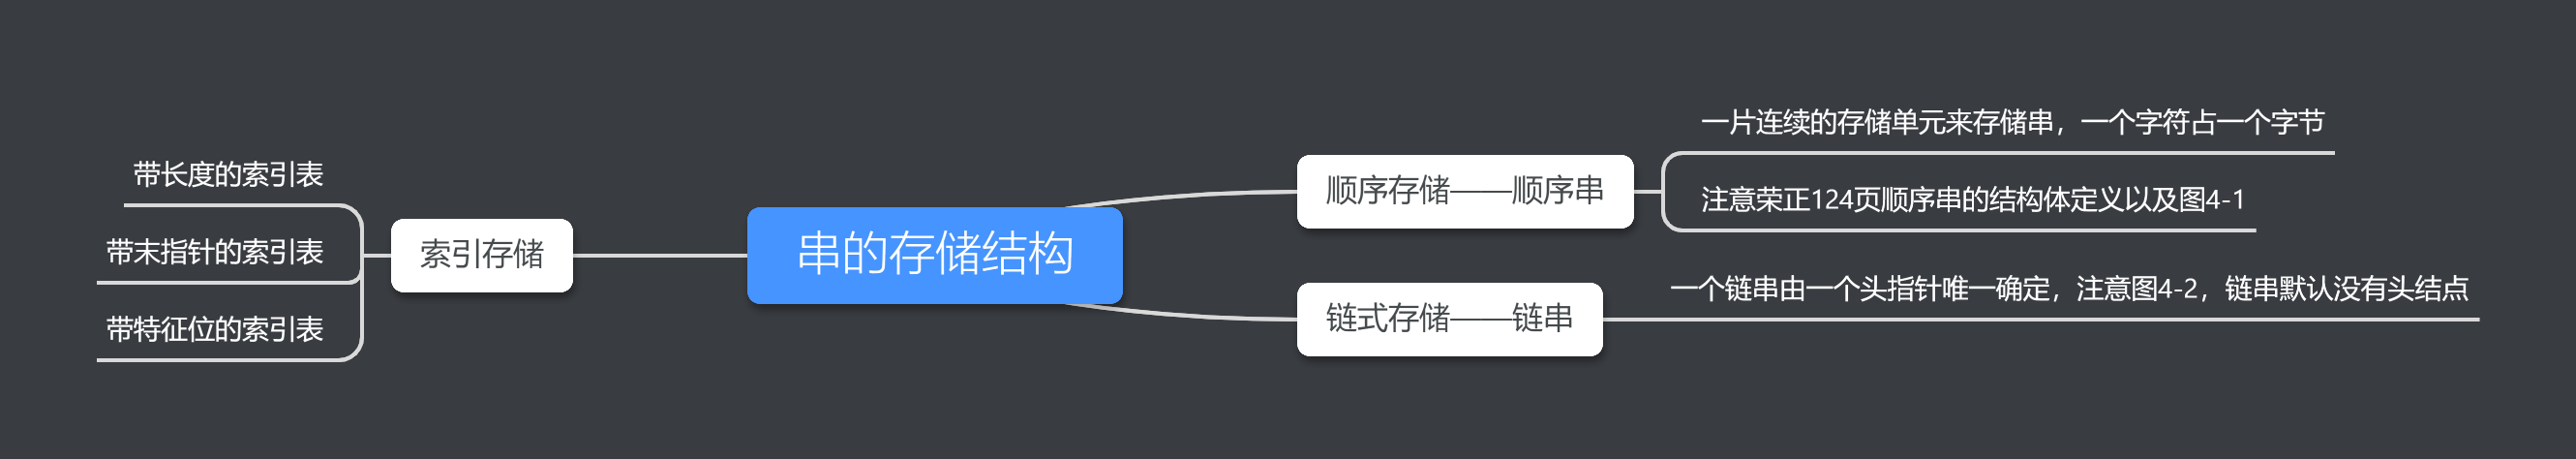 串的存储结构
顺序存储——顺序串
一片连续的存储单元来存储串，一个字符占一个字节
注意荣正124页顺序串的结构体定义以及图4-1
链式存储——链串
一个链串由一个头指针唯一确定，注意图4-2，链串默认没有头结点
索引存储
带长度的索引表
带末指针的索引表
带特征位的索引表